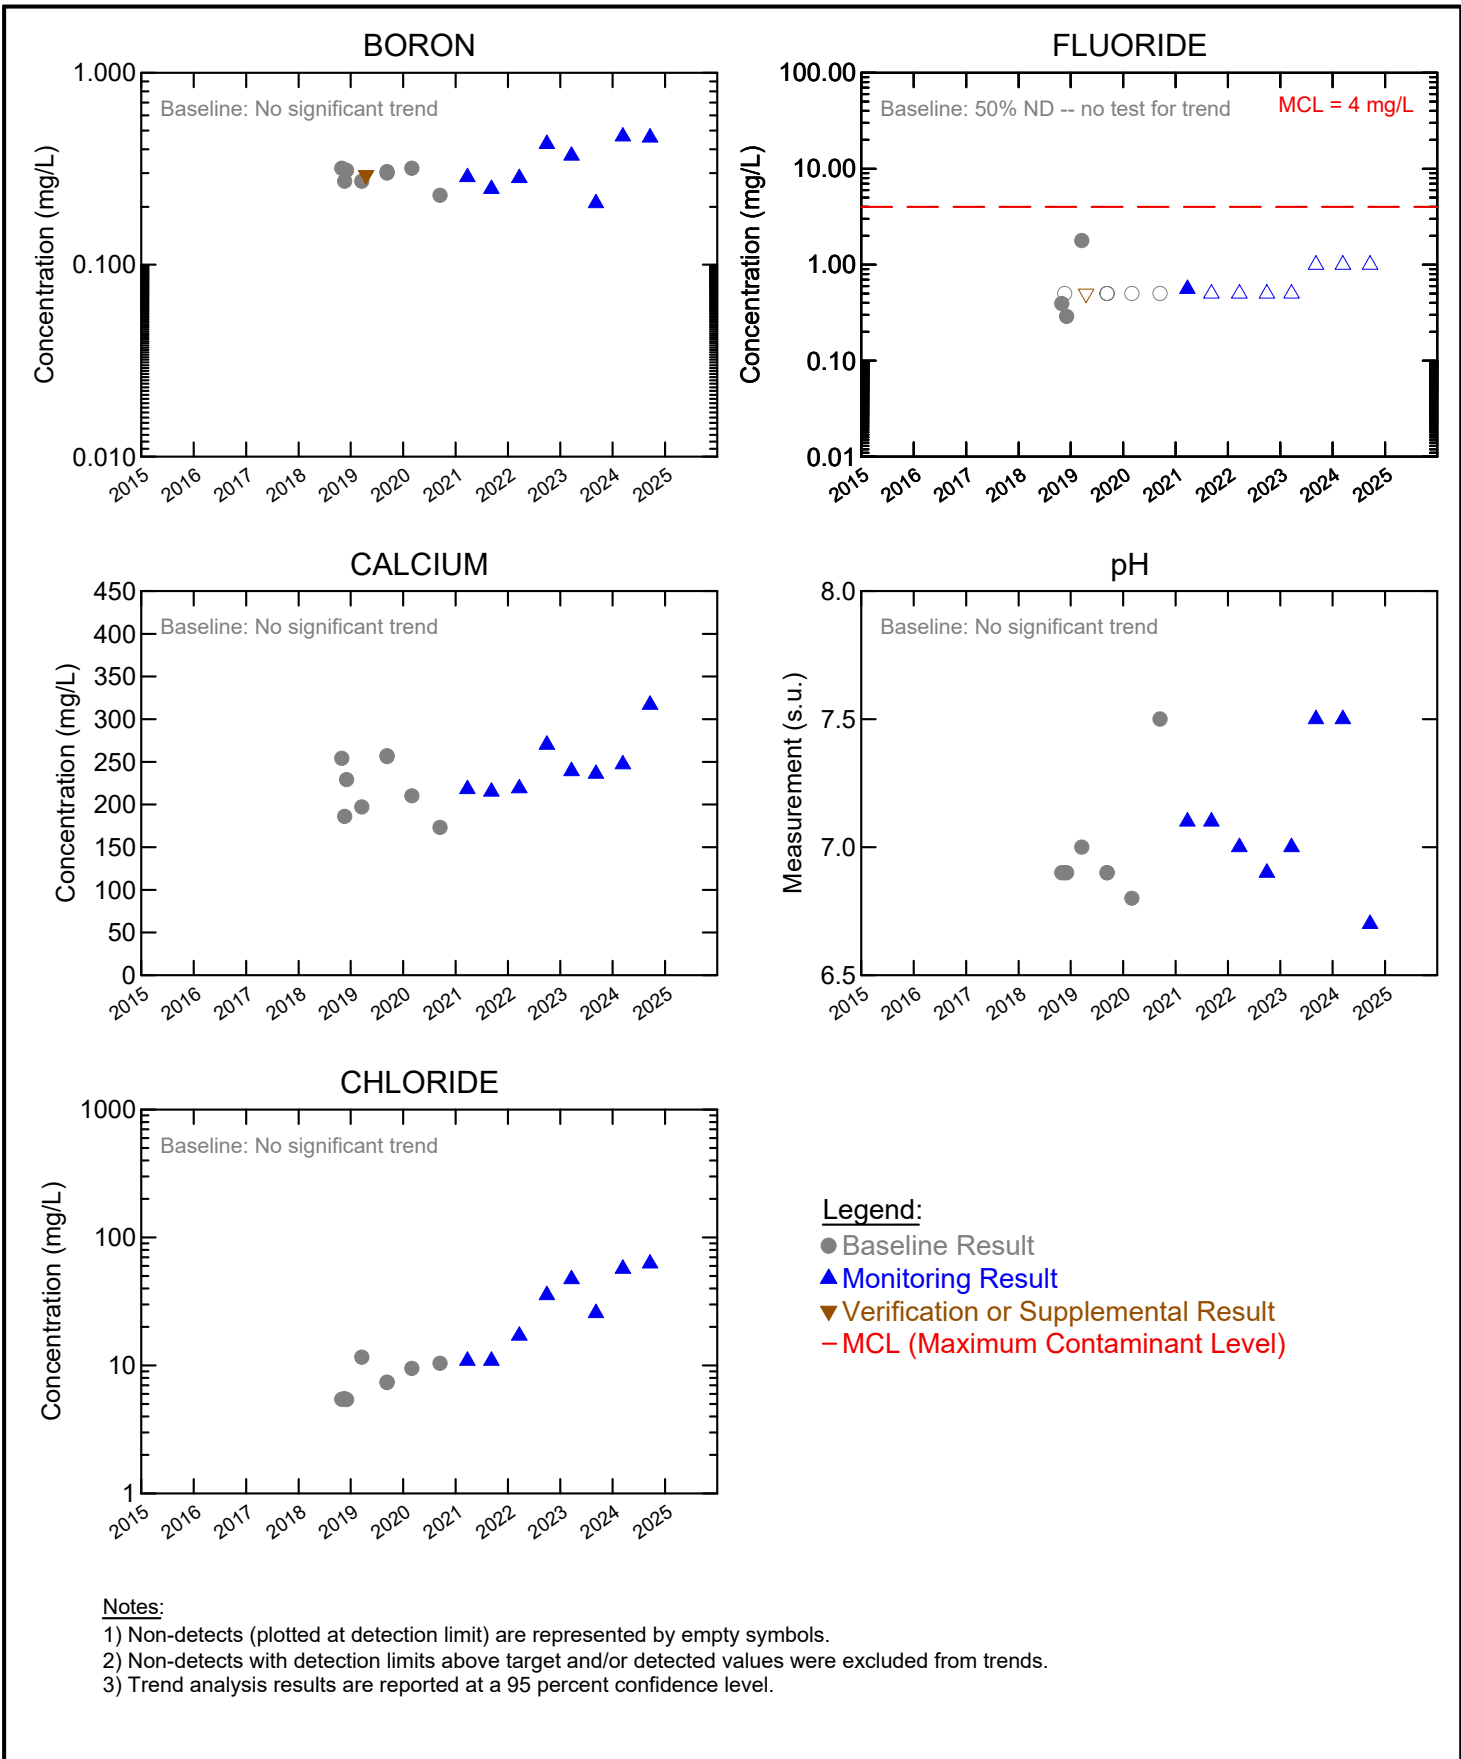 BORON
1.000
0.100
0.010
Concentration (mg/L)
Baseline: No significant trend
2015 2016 2017 2018 2019 2020 2021 2022 2023 2024 2025
FLUORIDE
100.00
10.00
1.00
0.10
0.01
Concentration (mg/L)
Baseline: 50% ND -- no test for trend
MCL = 4 mg/L
2015 2016 2017 2018 2019 2020 2021 2022 2023 2024 2025
CALCIUM
450
400
350
300
250
200
150
100
50
0
Concentration (mg/L)
Baseline: No significant trend
2015 2016 2017 2018 2019 2020 2021 2022 2023 2024 2025
pH
8.0
7.5
7.0
6.5
Measurement (s.u.)
Baseline: No significant trend
2015 2016 2017 2018 2019 2020 2021 2022 2023 2024 2025
CHLORIDE
1000
100
10
1
Concentration (mg/L)
Baseline: No significant trend
2015 2016 2017 2018 2019 2020 2021 2022 2023 2024 2025
Legend:
Baseline Result
Monitoring Result
Verification or Supplemental Result
MCL (Maximum Contaminant Level)
Notes:
1) Non-detects (plotted at detection limit) are represented by empty symbols.
2) Non-detects with detection limits above target and/or detected values were excluded from trends.
3) Trend analysis results are reported at a 95 percent confidence level.